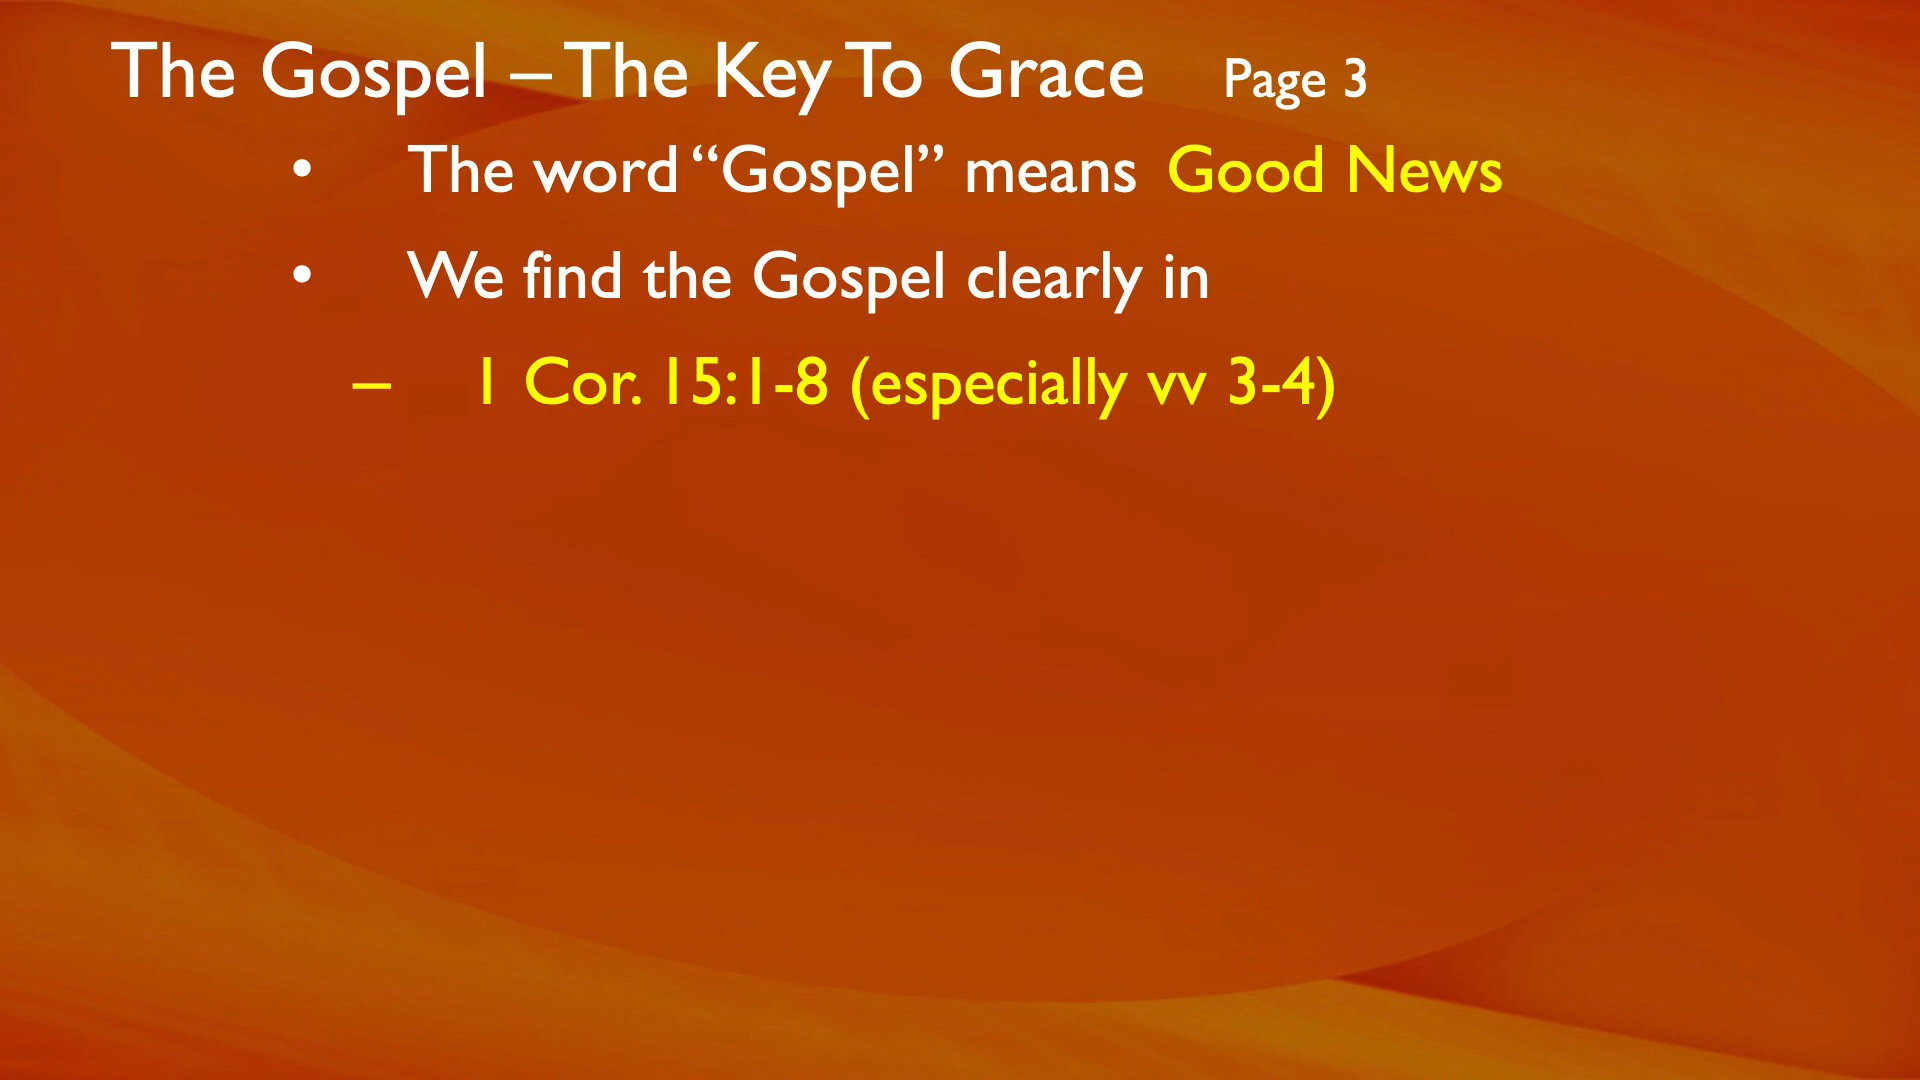 The Gospel – The Key To Grace Page 3
• The word “Gospel” means Good News
• We find the Gospel clearly in
– 1 Cor. 15:1-8 (especially vv 3-4)